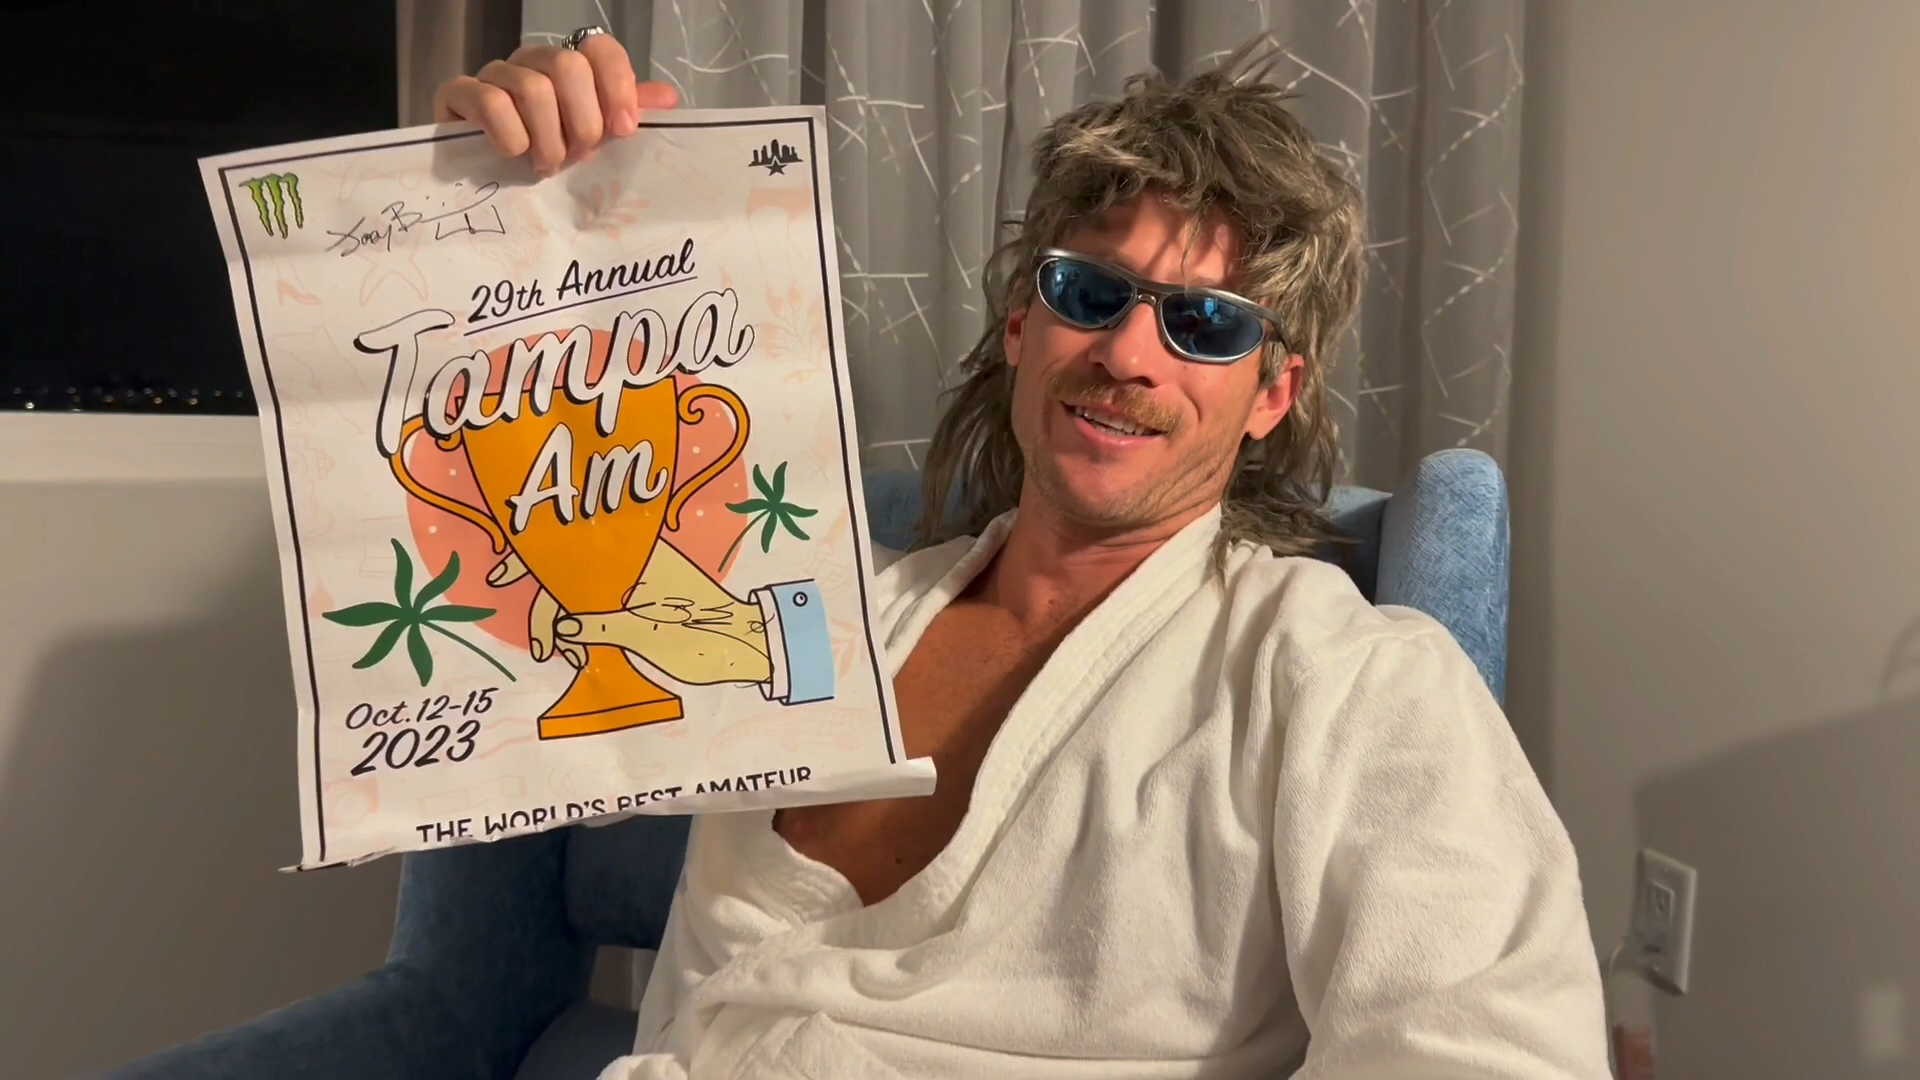 29th Annual
Tampa
Am
Oct. 12-15
2023
THE WORLD'S BEST AMATEUR